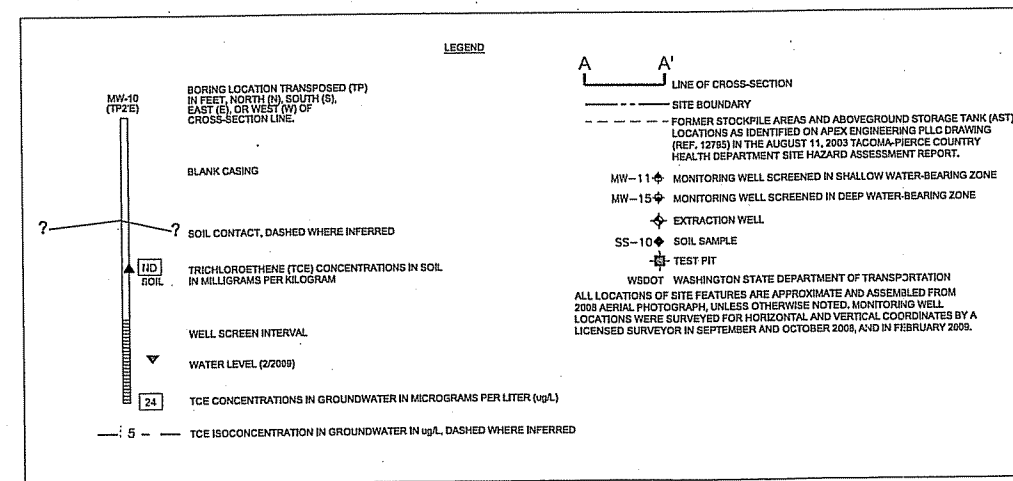 LEGEND
MW-10
(TP2'E)
BORING LOCATION TRANSPOSED (TP)
IN FEET, NORTH (N), SOUTH (S),
EAST (E), OR WEST (W) OF
CROSS-SECTION LINE.
BLANK CASING
?
? SOIL CONTACT, DASHED WHERE INFERRED
ND
SOIL
TRICHLOROETHENE (TCE) CONCENTRATIONS IN SOIL
IN MILLIGRAMS PER KILOGRAM
WELL SCREEN INTERVAL
WATER LEVEL (2/2009)
24 TCE CONCENTRATIONS IN GROUNDWATER IN MICROGRAMS PER LITER (ug/L)
5 TCE ISOCONCENTRATION IN GROUNDWATER IN ug/L, DASHED WHERE INFERRED
A A'
LINE OF CROSS-SECTION
SITE BOUNDARY
FORMER STOCKPILE AREAS AND ABOVEGROUND STORAGE TANK (AST)
LOCATIONS AS IDENTIFIED ON APEX ENGINEERING PLLC DRAWING
(REF. 12795) IN THE AUGUST 11, 2003 TACOMA-PIERCE COUNTRY
HEALTH DEPARTMENT SITE HAZARD ASSESSMENT REPORT.
MW-11 MONITORING WELL SCREENED IN SHALLOW WATER-BEARING ZONE
MW-15 MONITORING WELL SCREENED IN DEEP WATER-BEARING ZONE
EXTRACTION WELL
SS-10 SOIL SAMPLE
TEST PIT
WSDOT WASHINGTON STATE DEPARTMENT OF TRANSPORTATION
ALL LOCATIONS OF SITE FEATURES ARE APPROXIMATE AND ASSEMBLED FROM
2008 AERIAL PHOTOGRAPH, UNLESS OTHERWISE NOTED. MONITORING WELL
LOCATIONS WERE SURVEYED FOR HORIZONTAL AND VERTICAL COORDINATES BY A
LICENSED SURVEYOR IN SEPTEMBER AND OCTOBER 2008, AND IN FEBRUARY 2009.